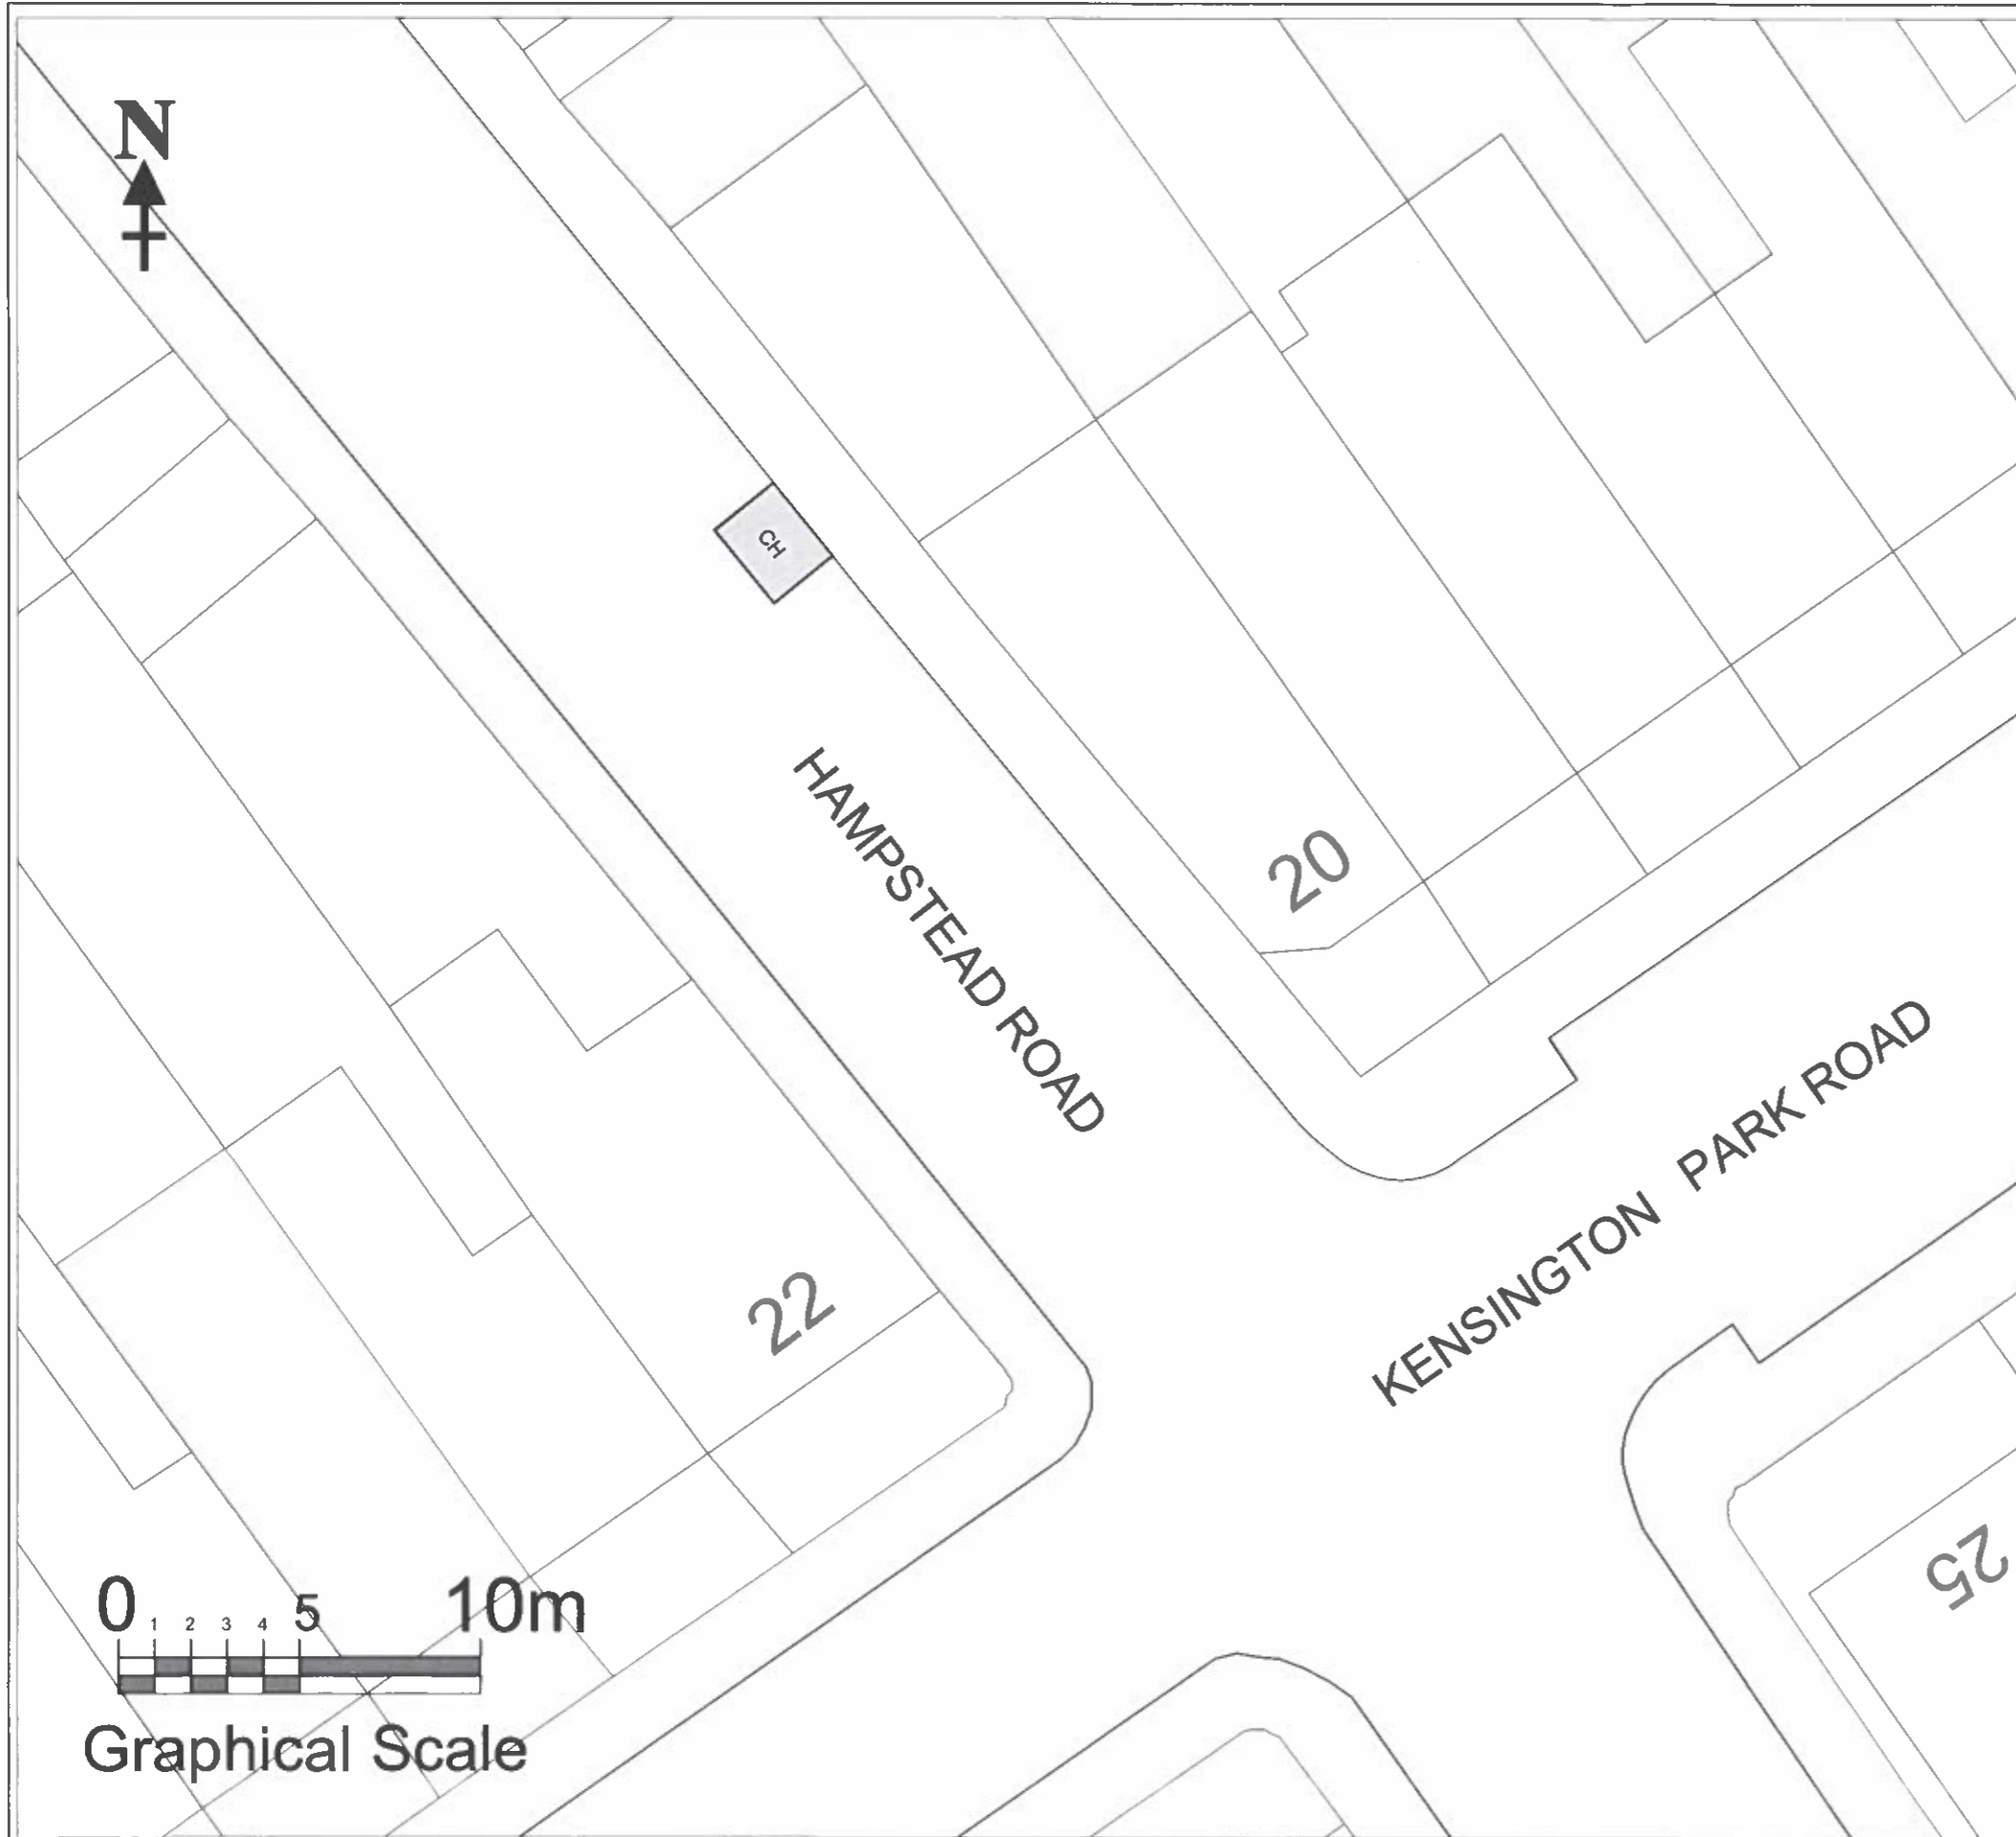 N
CH
HAMPSTEAD ROAD
20
KENSINGTON PARK ROAD
22
25
0 1 2 3 4 5 10m
Graphical Scale